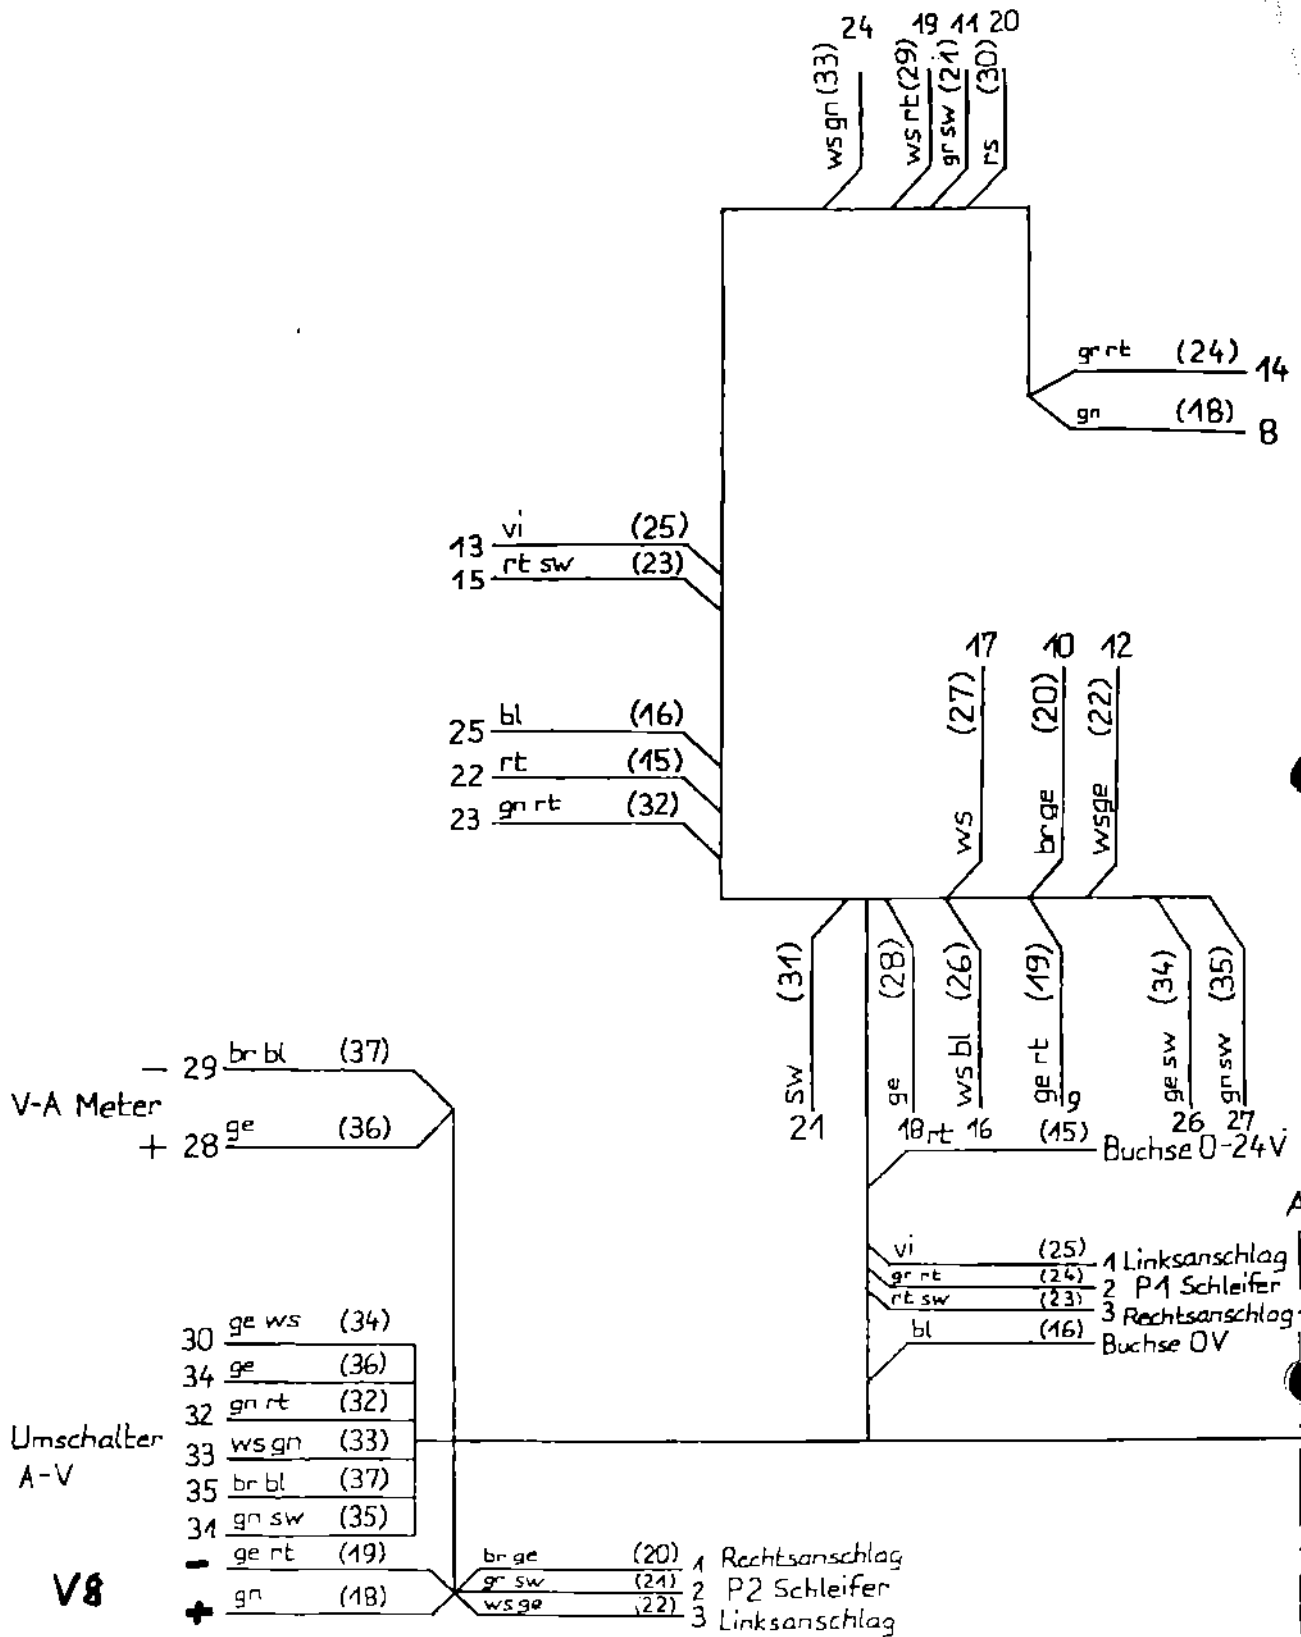 24 19 11 20
ws gn (33)
ws rt (29)
gr sw (21)
rs (30)
gr rt (24) 14
gn (18) 8
13 vi (25)
15 rt sw (23)
25 bl (16)
22 rt (15)
23 gn rt (32)
17 10 12
ws (27)
br ge (20)
ws ge (22)
sw (31)
ge (28)
ws bl (26)
ge rt (19)
ge sw (34)
gn sw (35)
21 18 16 9 26 27
rt (15) Buchse 0-24V
- 29 br bl (37)
V-A Meter
+ 28 ge (36)
A
vi (25) 1 Linksanschlag
gr rt (24) 2 P1 Schleifer
rt sw (23) 3 Rechtsanschlag
bl (16) Buchse 0V
30 ge ws (34)
34 ge (36)
32 gn rt (32)
Umschalter
A-V
33 ws gn (33)
35 br bl (37)
31 gn sw (35)
V8
- ge rt (19)
+ gn (18)
br ge (20) 1 Rechtsanschlag
gr sw (21) 2 P2 Schleifer
ws ge (22) 3 Linksanschlag